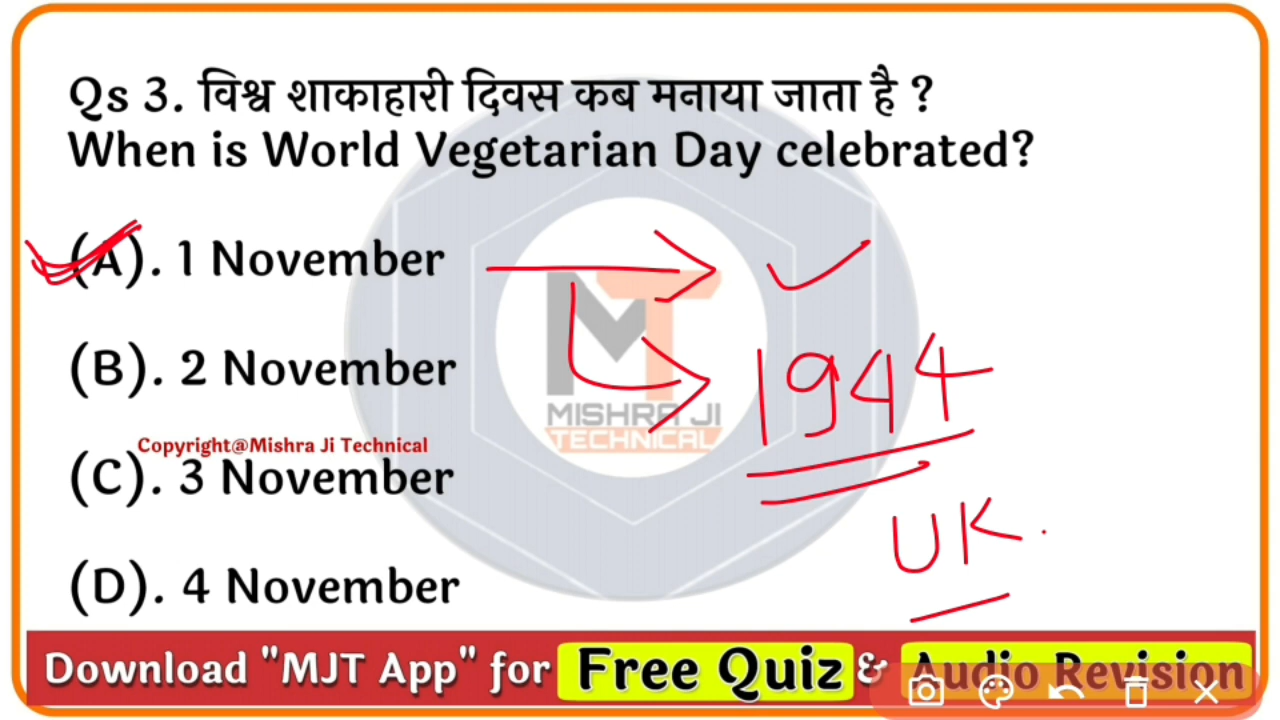 Qs 3. विश्व शाकाहारी दिवस कब मनाया जाता है ?
When is World Vegetarian Day celebrated?
(A). 1 November
(B). 2 November
1944
MISHRA JI
TECHNICAL
Copyright@Mishra Ji Technical
(C). 3 November
UK.
(D). 4 November
Download "MJT App" for Free Quiz & Audio Revision